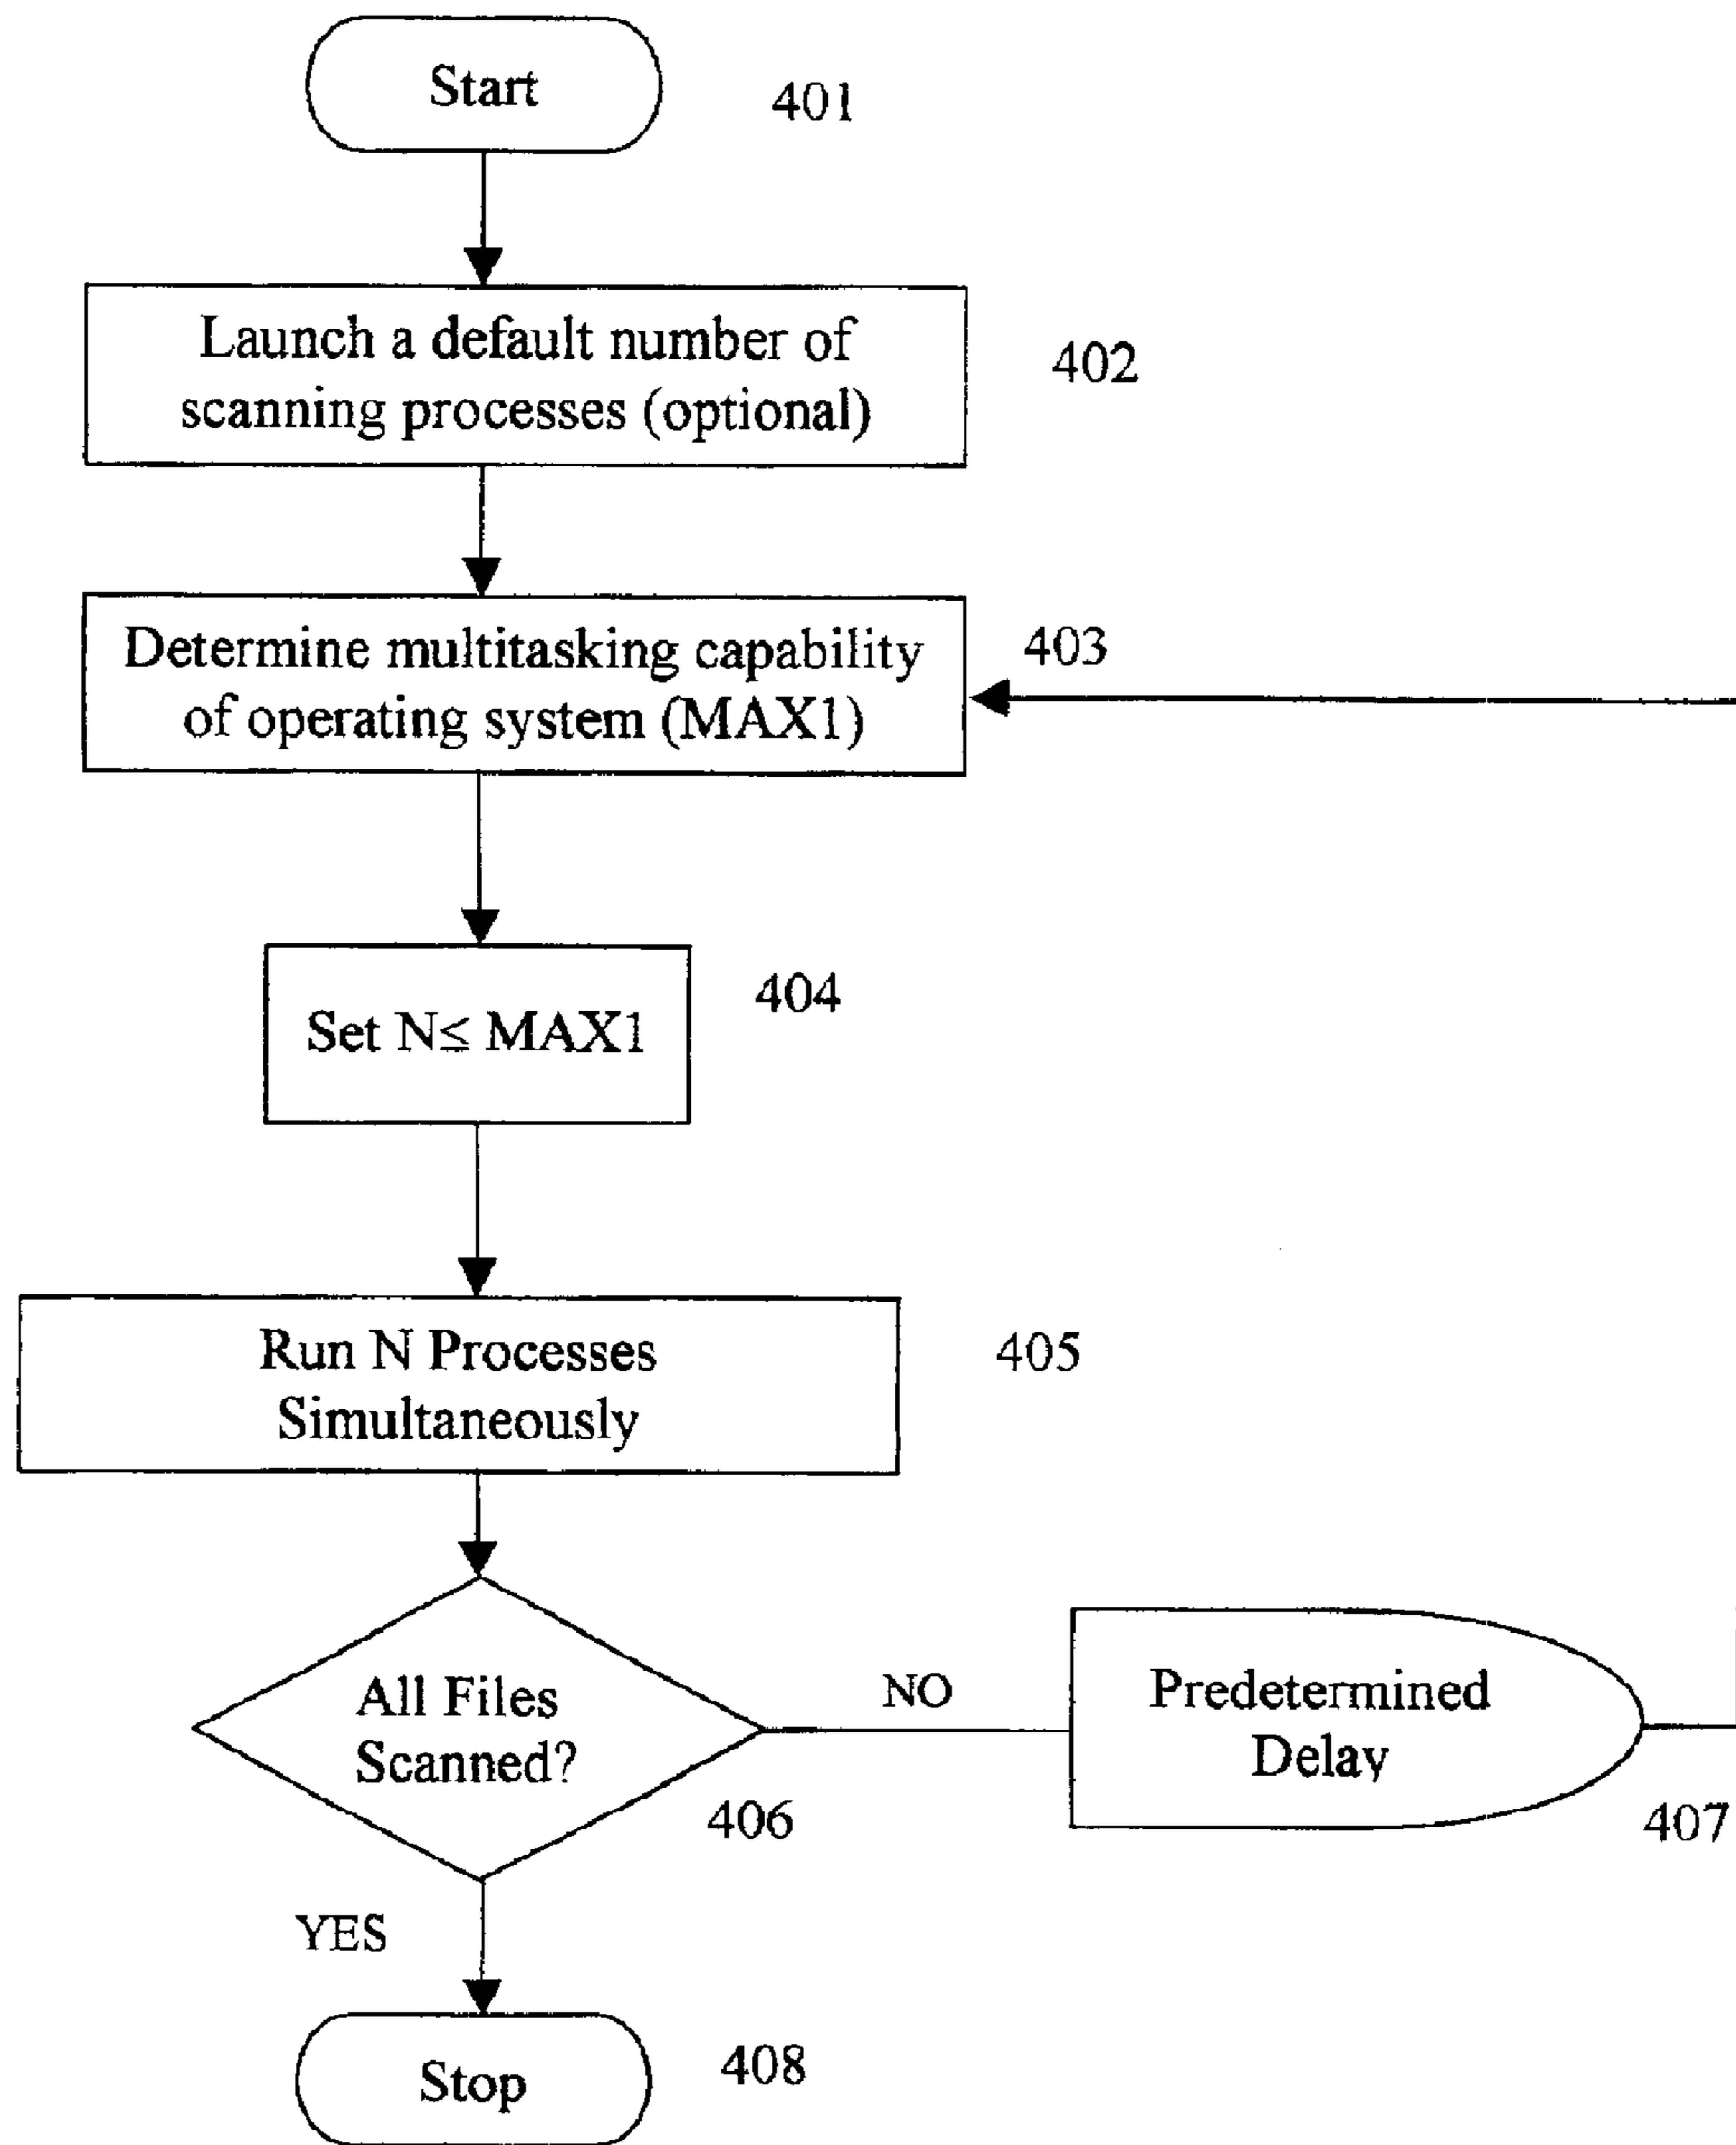 Start
401
Launch a default number of
scanning processes (optional)
402
Determine multitasking capability
of operating system (MAX1)
403
Set N≤ MAX1
404
Run N Processes
Simultaneously
405
All Files
Scanned?
406
NO
Predetermined
Delay
407
YES
Stop
408